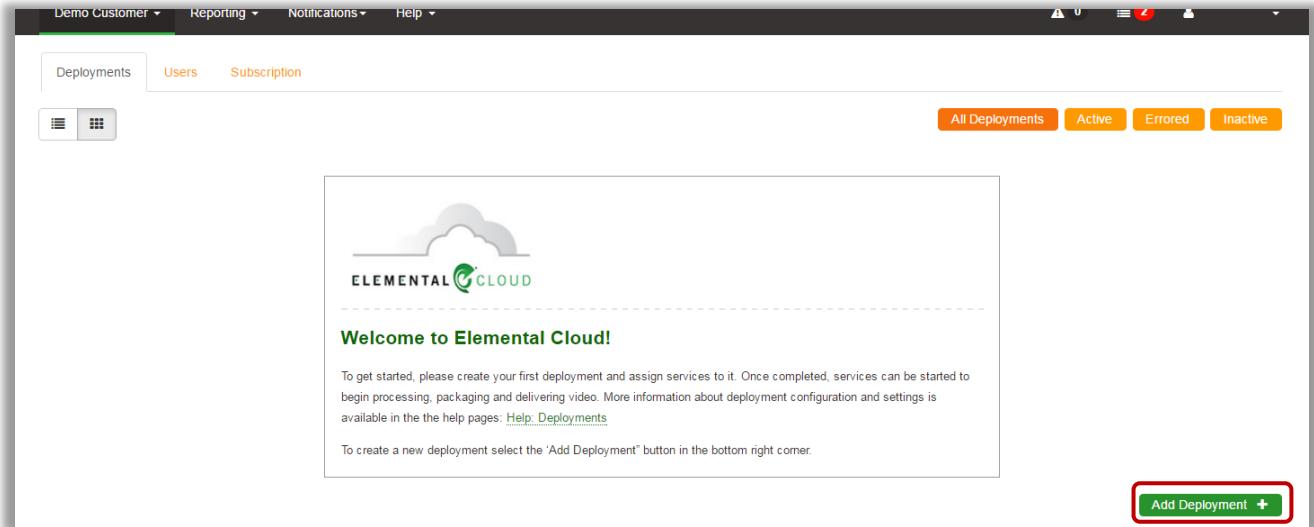 Demo Customer Reporting Notifications Help 0 2
Deployments Users Subscription
All Deployments Active Errored Inactive
ELEMENTAL e CLOUD
Welcome to Elemental Cloud!
To get started, please create your first deployment and assign services to it. Once completed, services can be started to
begin processing, packaging and delivering video. More information about deployment configuration and settings is
available in the the help pages: Help: Deployments
To create a new deployment select the 'Add Deployment" button in the bottom right corner.
Add Deployment +